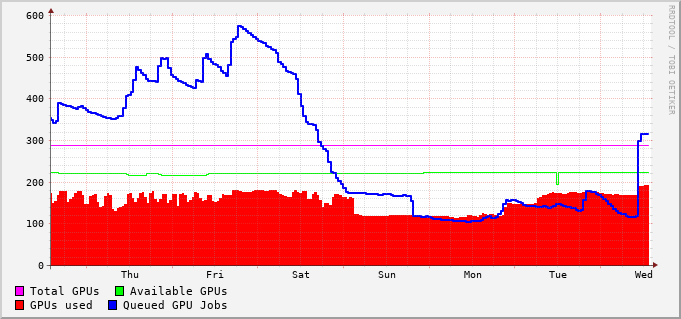 600
500
400
300
200
100
0
Thu Fri Sat Sun Mon Tue Wed
Total GPUs Available GPUs
GPUs used Queued GPU Jobs
RRDTOOL / TOBI OETIKER